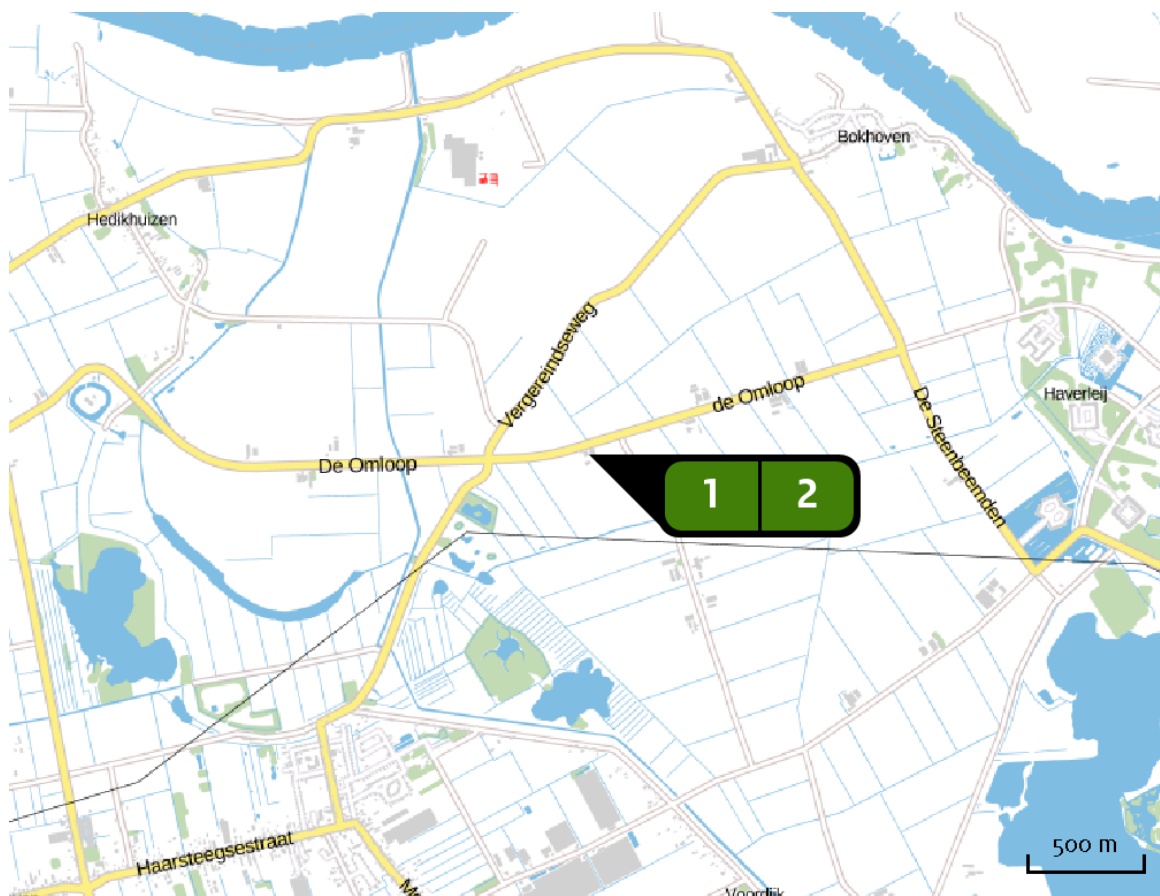 Bokhoven
Hedikhuizen
Vergereindseweg
de Omloop
Haverleij
De Steenbeemden
De Omloop
1 2
500 m
Haarsteegsestraat